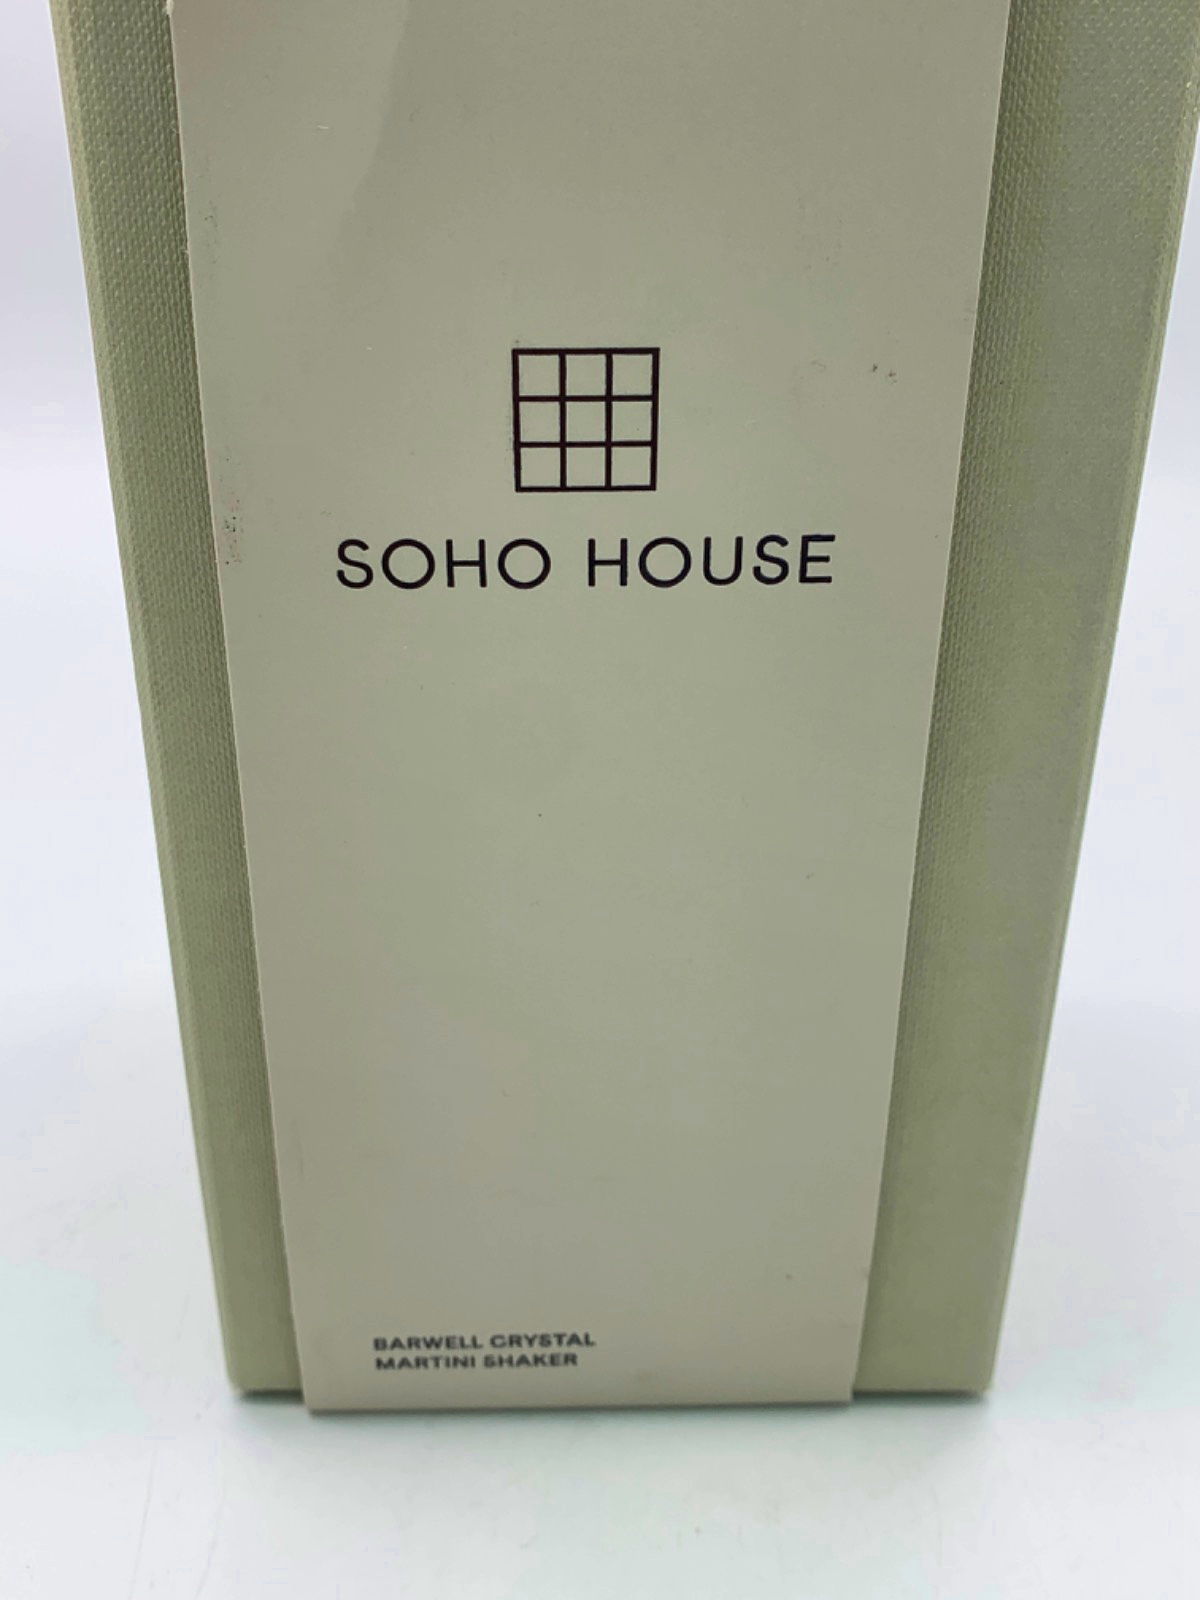 SOHO HOUSE
BARWELL CRYSTAL
MARTINI SHAKER